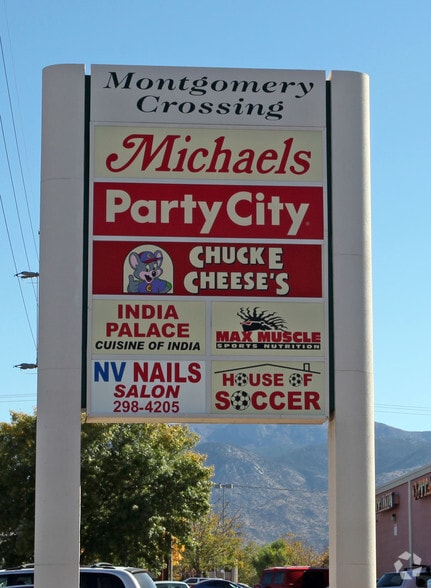 Montgomery
Crossing
Michaels
Party City
CHUCK E
CHEESE'S
INDIA
PALACE
CUISINE OF INDIA
MAX MUSCLE
SPORTS NUTRITION
NV NAILS
SALON
298-4205
HOUSE OF
SOCCER